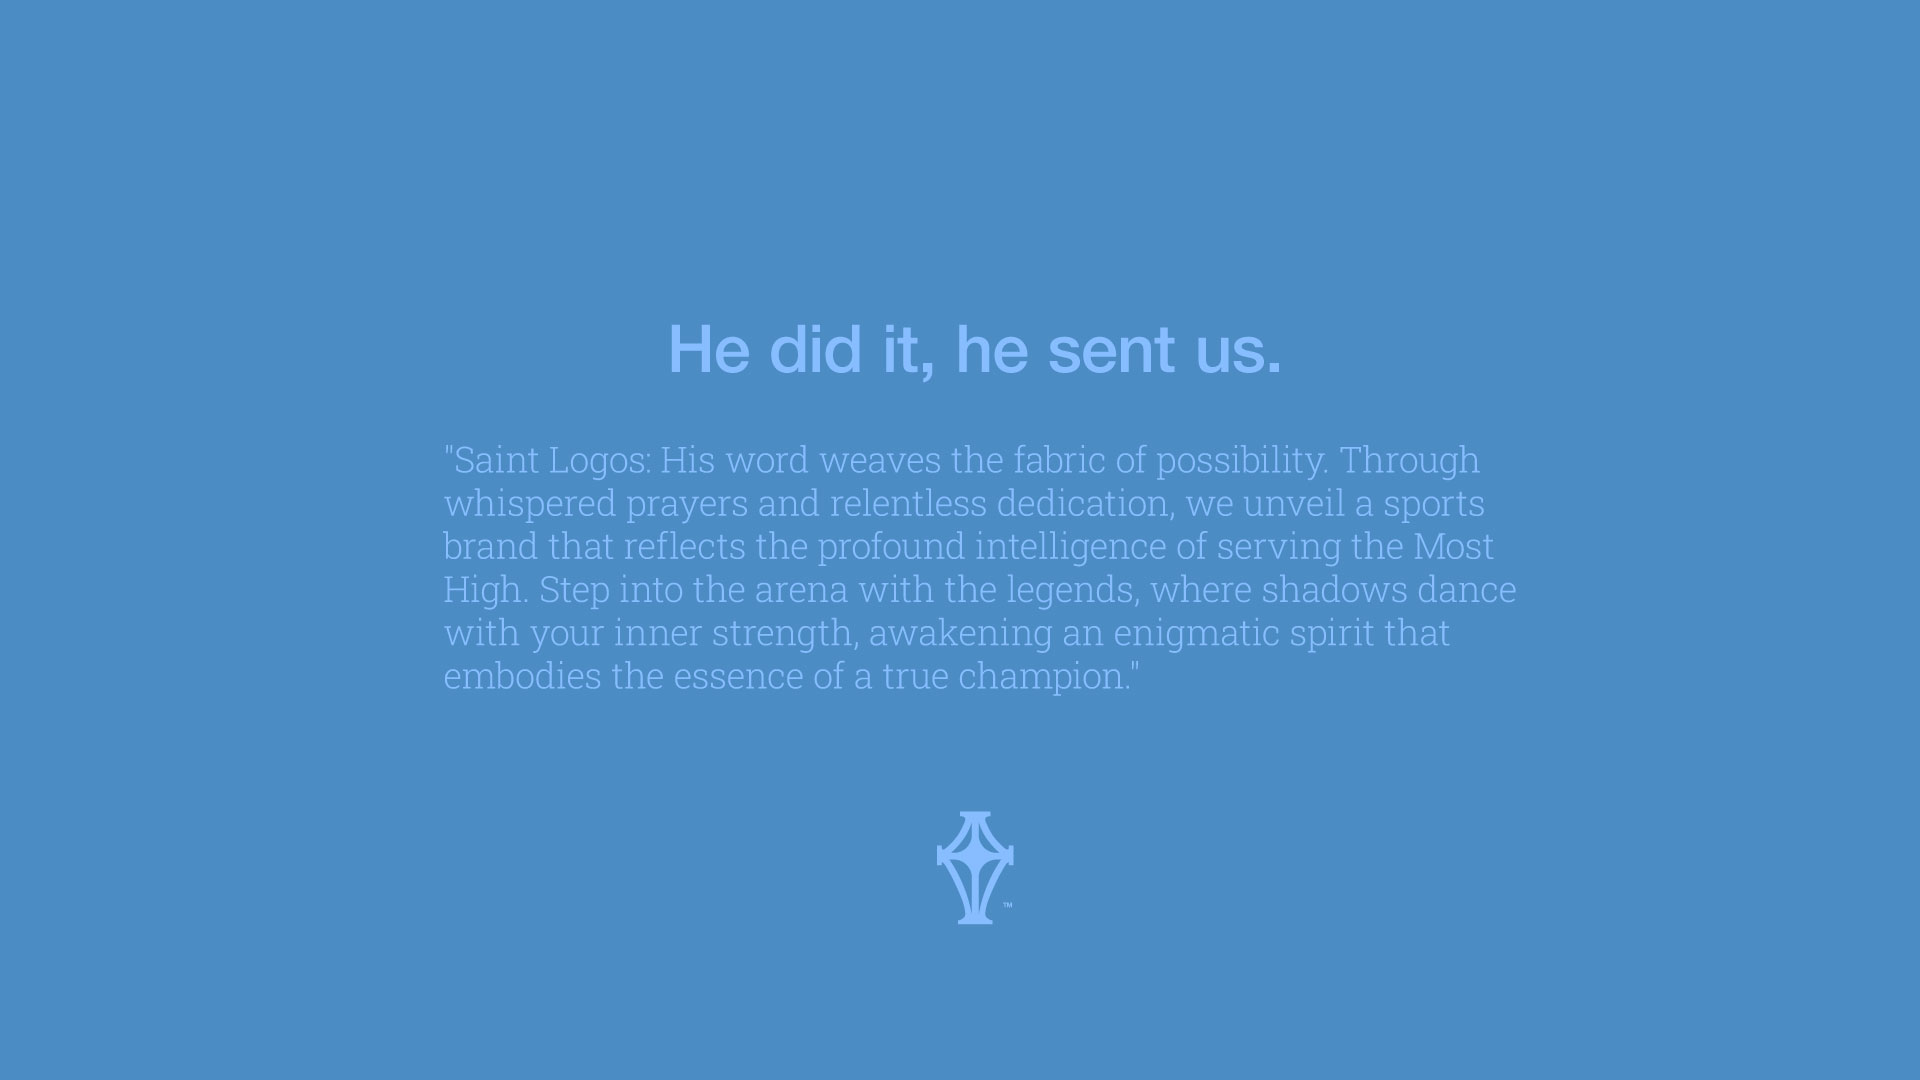 He did it, he sent us.
"Saint Logos: His word weaves the fabric of possibility. Through
whispered prayers and relentless dedication, we unveil a sports
brand that reflects the profound intelligence of serving the Most
High. Step into the arena with the legends, where shadows dance
with your inner strength, awakening an enigmatic spirit that
embodies the essence of a true champion."
TM